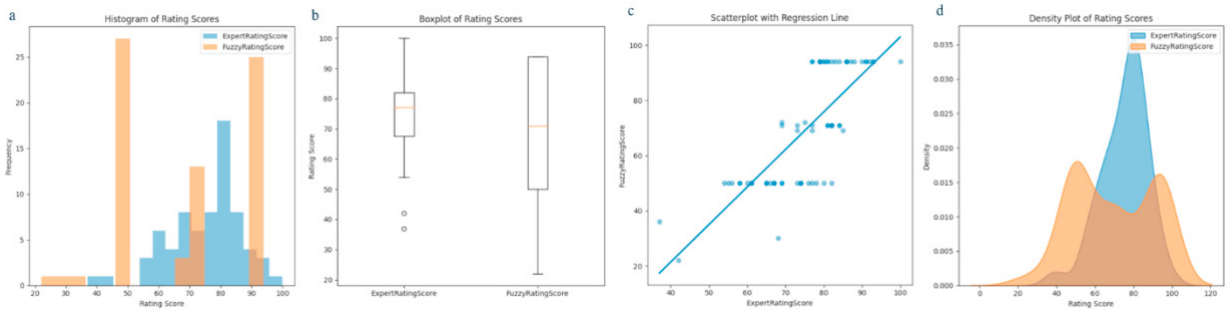 a
Histogram of Rating Scores
ExpertRatingScore
FuzzyRatingScore
Frequency
25
20
15
10
5
0
20 30 40 50 60 70 80 90 100
Rating Score
b
Boxplot of Rating Scores
Rating Score
100
90
80
70
60
50
40
30
20
ExpertRatingScore FuzzyRatingScore
c
Scatterplot with Regression Line
FuzzyRatingScore
100
80
60
40
20
40 50 60 70 80 90 100
ExpertRatingScore
d
Density Plot of Rating Scores
ExpertRatingScore
FuzzyRatingScore
Density
0.035
0.030
0.025
0.020
0.015
0.010
0.005
0.000
0 20 40 60 80 100 120
Rating Score